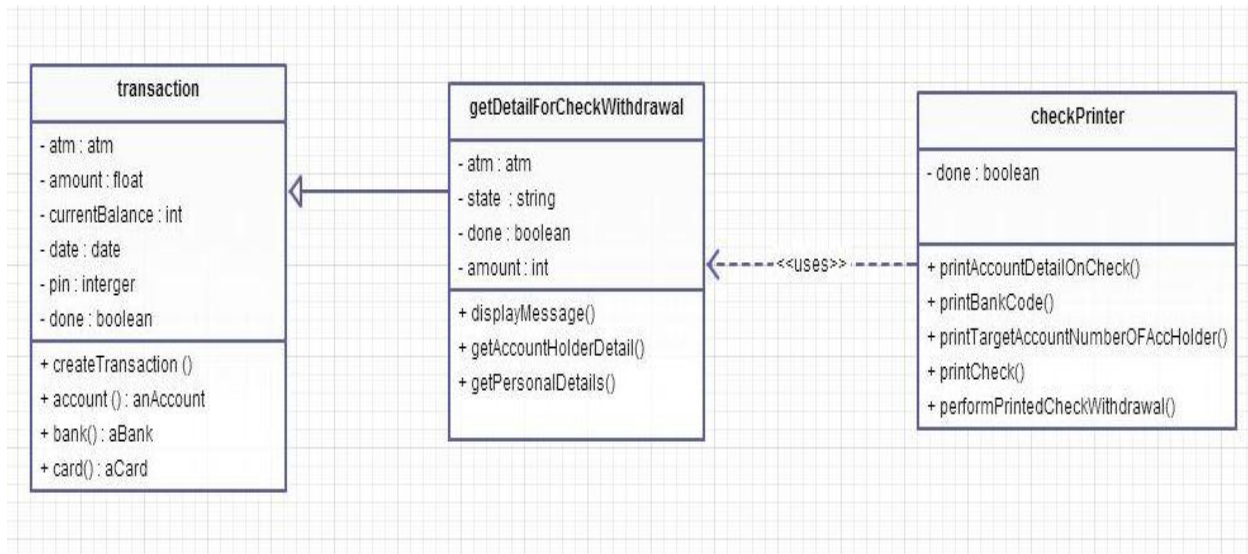 transaction
- atm : atm
- amount : float
- currentBalance : int
- date : date
- pin : interger
- done : boolean
+ createTransaction ()
+ account () : anAccount
+ bank() : aBank
+ card() : aCard
getDetailForCheckWithdrawal
- atm : atm
- state : string
- done : boolean
- amount : int
+ displayMessage()
+ getAccountHolderDetail()
+ getPersonalDetails()
<<uses>>
checkPrinter
- done : boolean
+ printAccountDetailOnCheck()
+ printBankCode()
+ printTargetAccountNumberOFAccHolder()
+ printCheck()
+ performPrintedCheckWithdrawal()